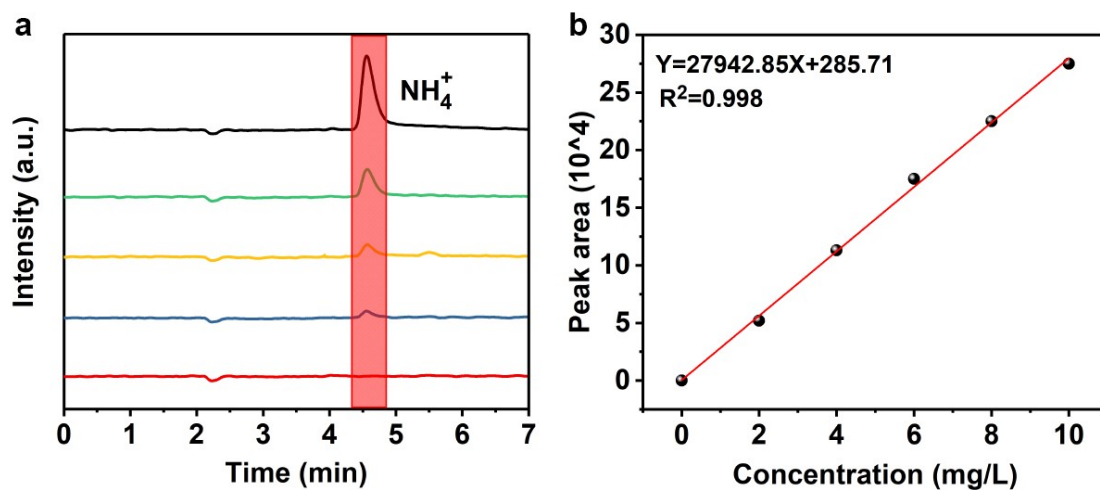 a
Intensity (a.u.)
NH₄⁺
0 1 2 3 4 5 6 7
Time (min)
b
Y=27942.85X+285.71
R²=0.998
Peak area (10^4)
30
25
20
15
10
5
0
0 2 4 6 8 10
Concentration (mg/L)